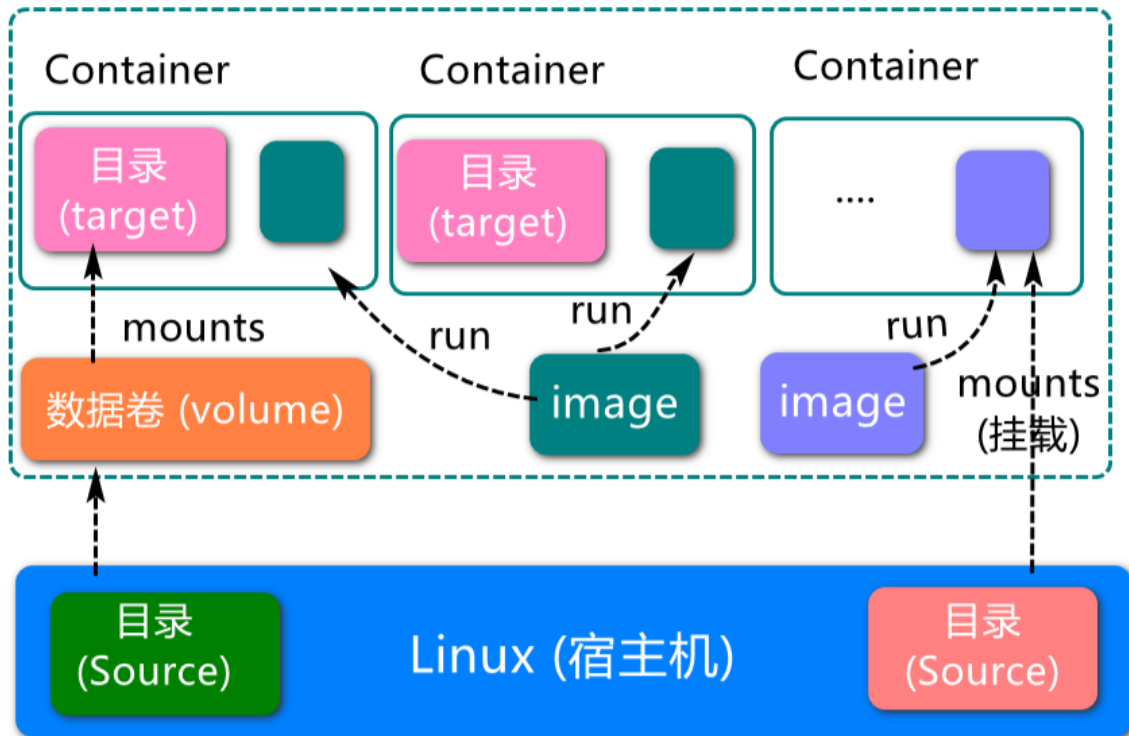 Container
Container
Container
目录
(target)
目录
(target)
....
mounts
run
run
run
数据卷 (volume)
image
image
mounts
(挂载)
目录
(Source)
Linux (宿主机)
目录
(Source)